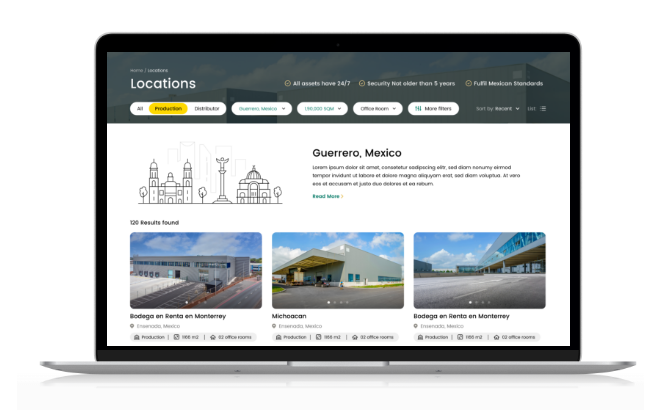 Home / Locations
Locations
All assets have 24/7
Security Not older than 5 years
Fulfil Mexican Standards
All
Production
Distributor
Guerrero, Mexico
150,000 SQM
Office Room
More filters
Sort by: Recent
List
Guerrero, Mexico
Lorem ipsum dolor sit amet, consetetur sadipscing elitr, sed diam nonumy eirmod
tempor invidunt ut labore et dolore magna aliquyam erat, sed diam voluptua. At vero
eos et accusam et justo duo dolores et ea rebum.
Read More
120 Results found
Bodega en Renta en Monterrey
Ensenada, Mexico
Production | 1186 m2 | 02 office rooms
Michoacan
Ensenada, Mexico
Production | 1186 m2 | 02 office rooms
Bodega en Renta en Monterrey
Ensenada, Mexico
Production | 1186 m2 | 02 office rooms